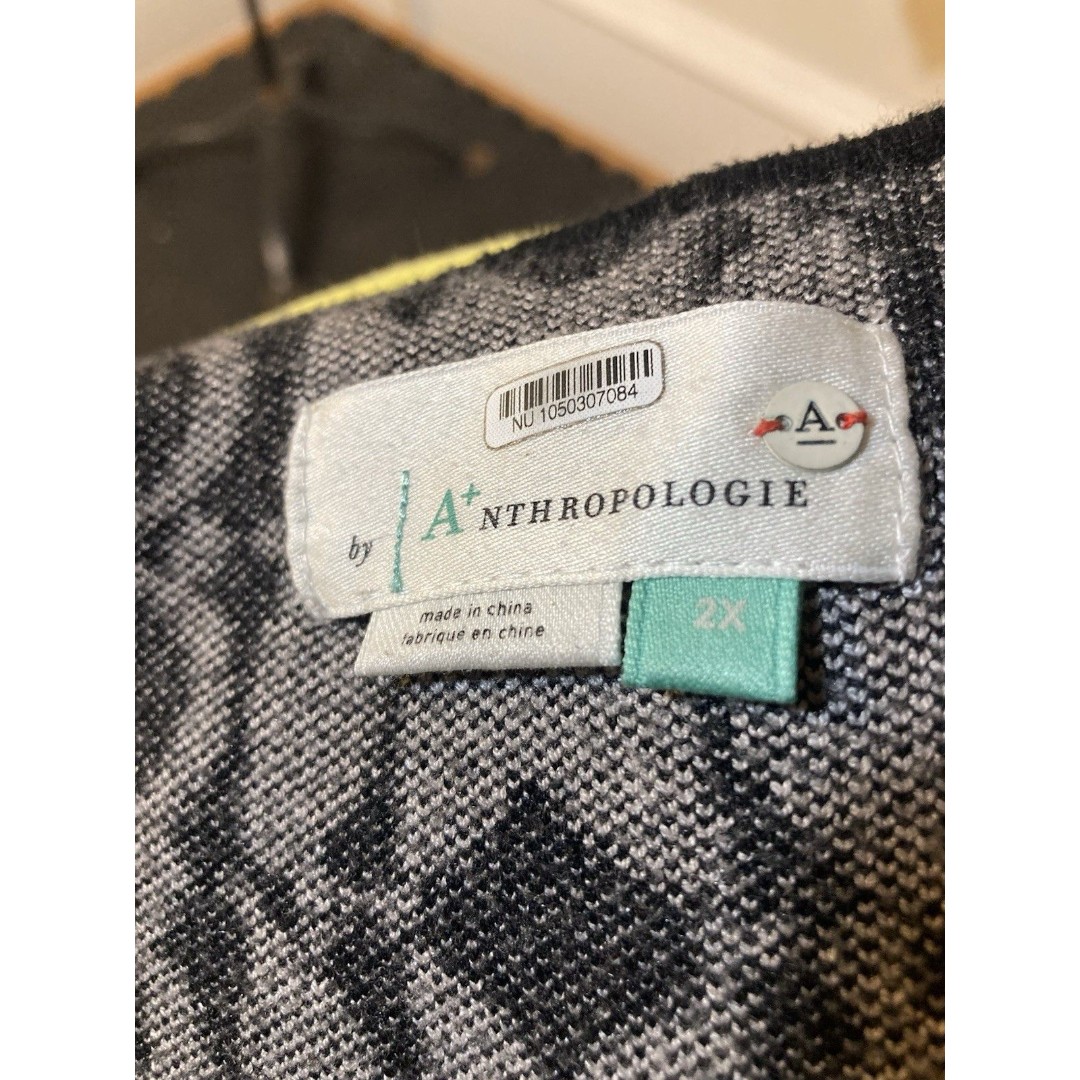 NU 1050307084
A
by A+NTHROPOLOGIE
made in china
fabrique en chine
2X